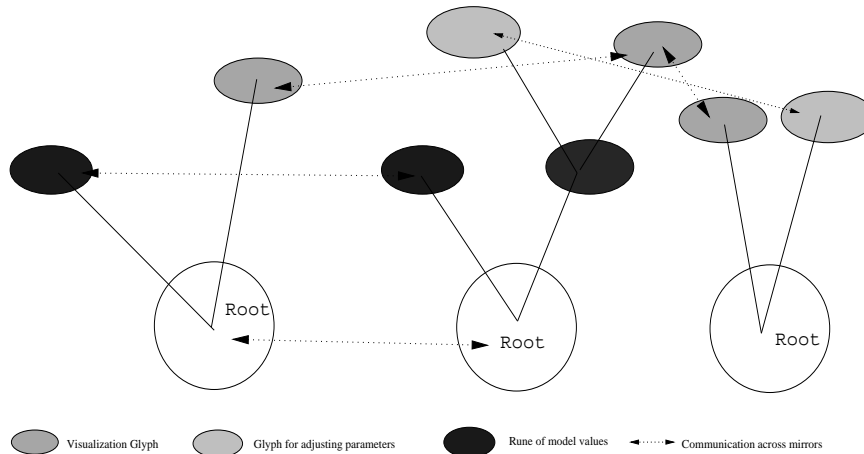 Root
Root
Root
Visualization Glyph
Glyph for adjusting parameters
Rune of model values
Communication across mirrors